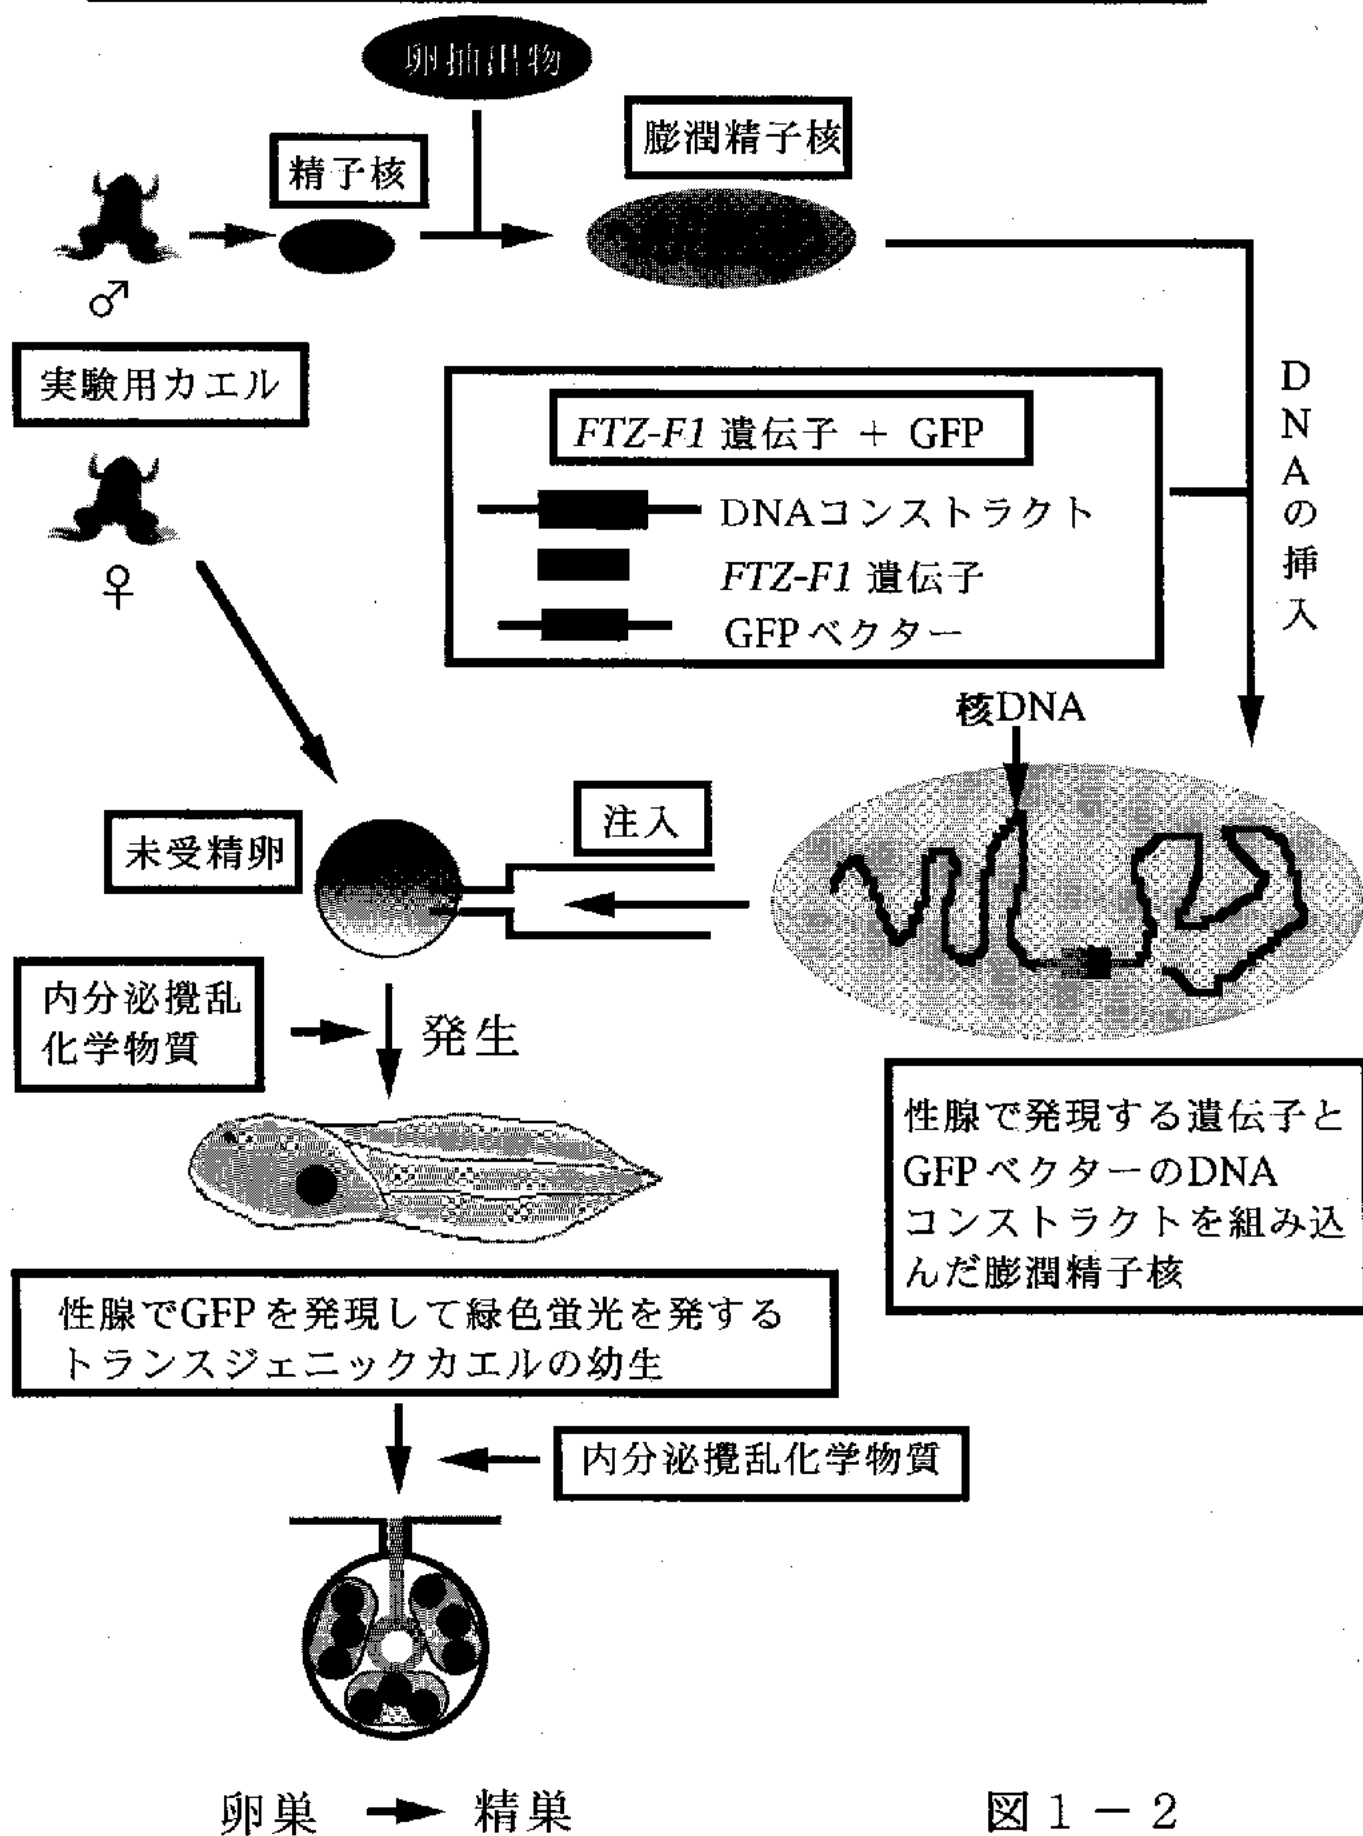 卵抽出物
膨潤精子核
精子核
♂
実験用カエル
♀
FTZ-F1 遺伝子 + GFP
DNAコンストラクト
FTZ-F1 遺伝子
GFPベクター
DNAの挿入
核DNA
注入
未受精卵
内分泌攪乱
化学物質
発生
性腺で発現する遺伝子と
GFPベクターのDNA
コンストラクトを組み込
んだ膨潤精子核
性腺でGFPを発現して緑色蛍光を発する
トランスジェニックカエルの幼生
内分泌攪乱化学物質
卵巣 → 精巣
図1-2